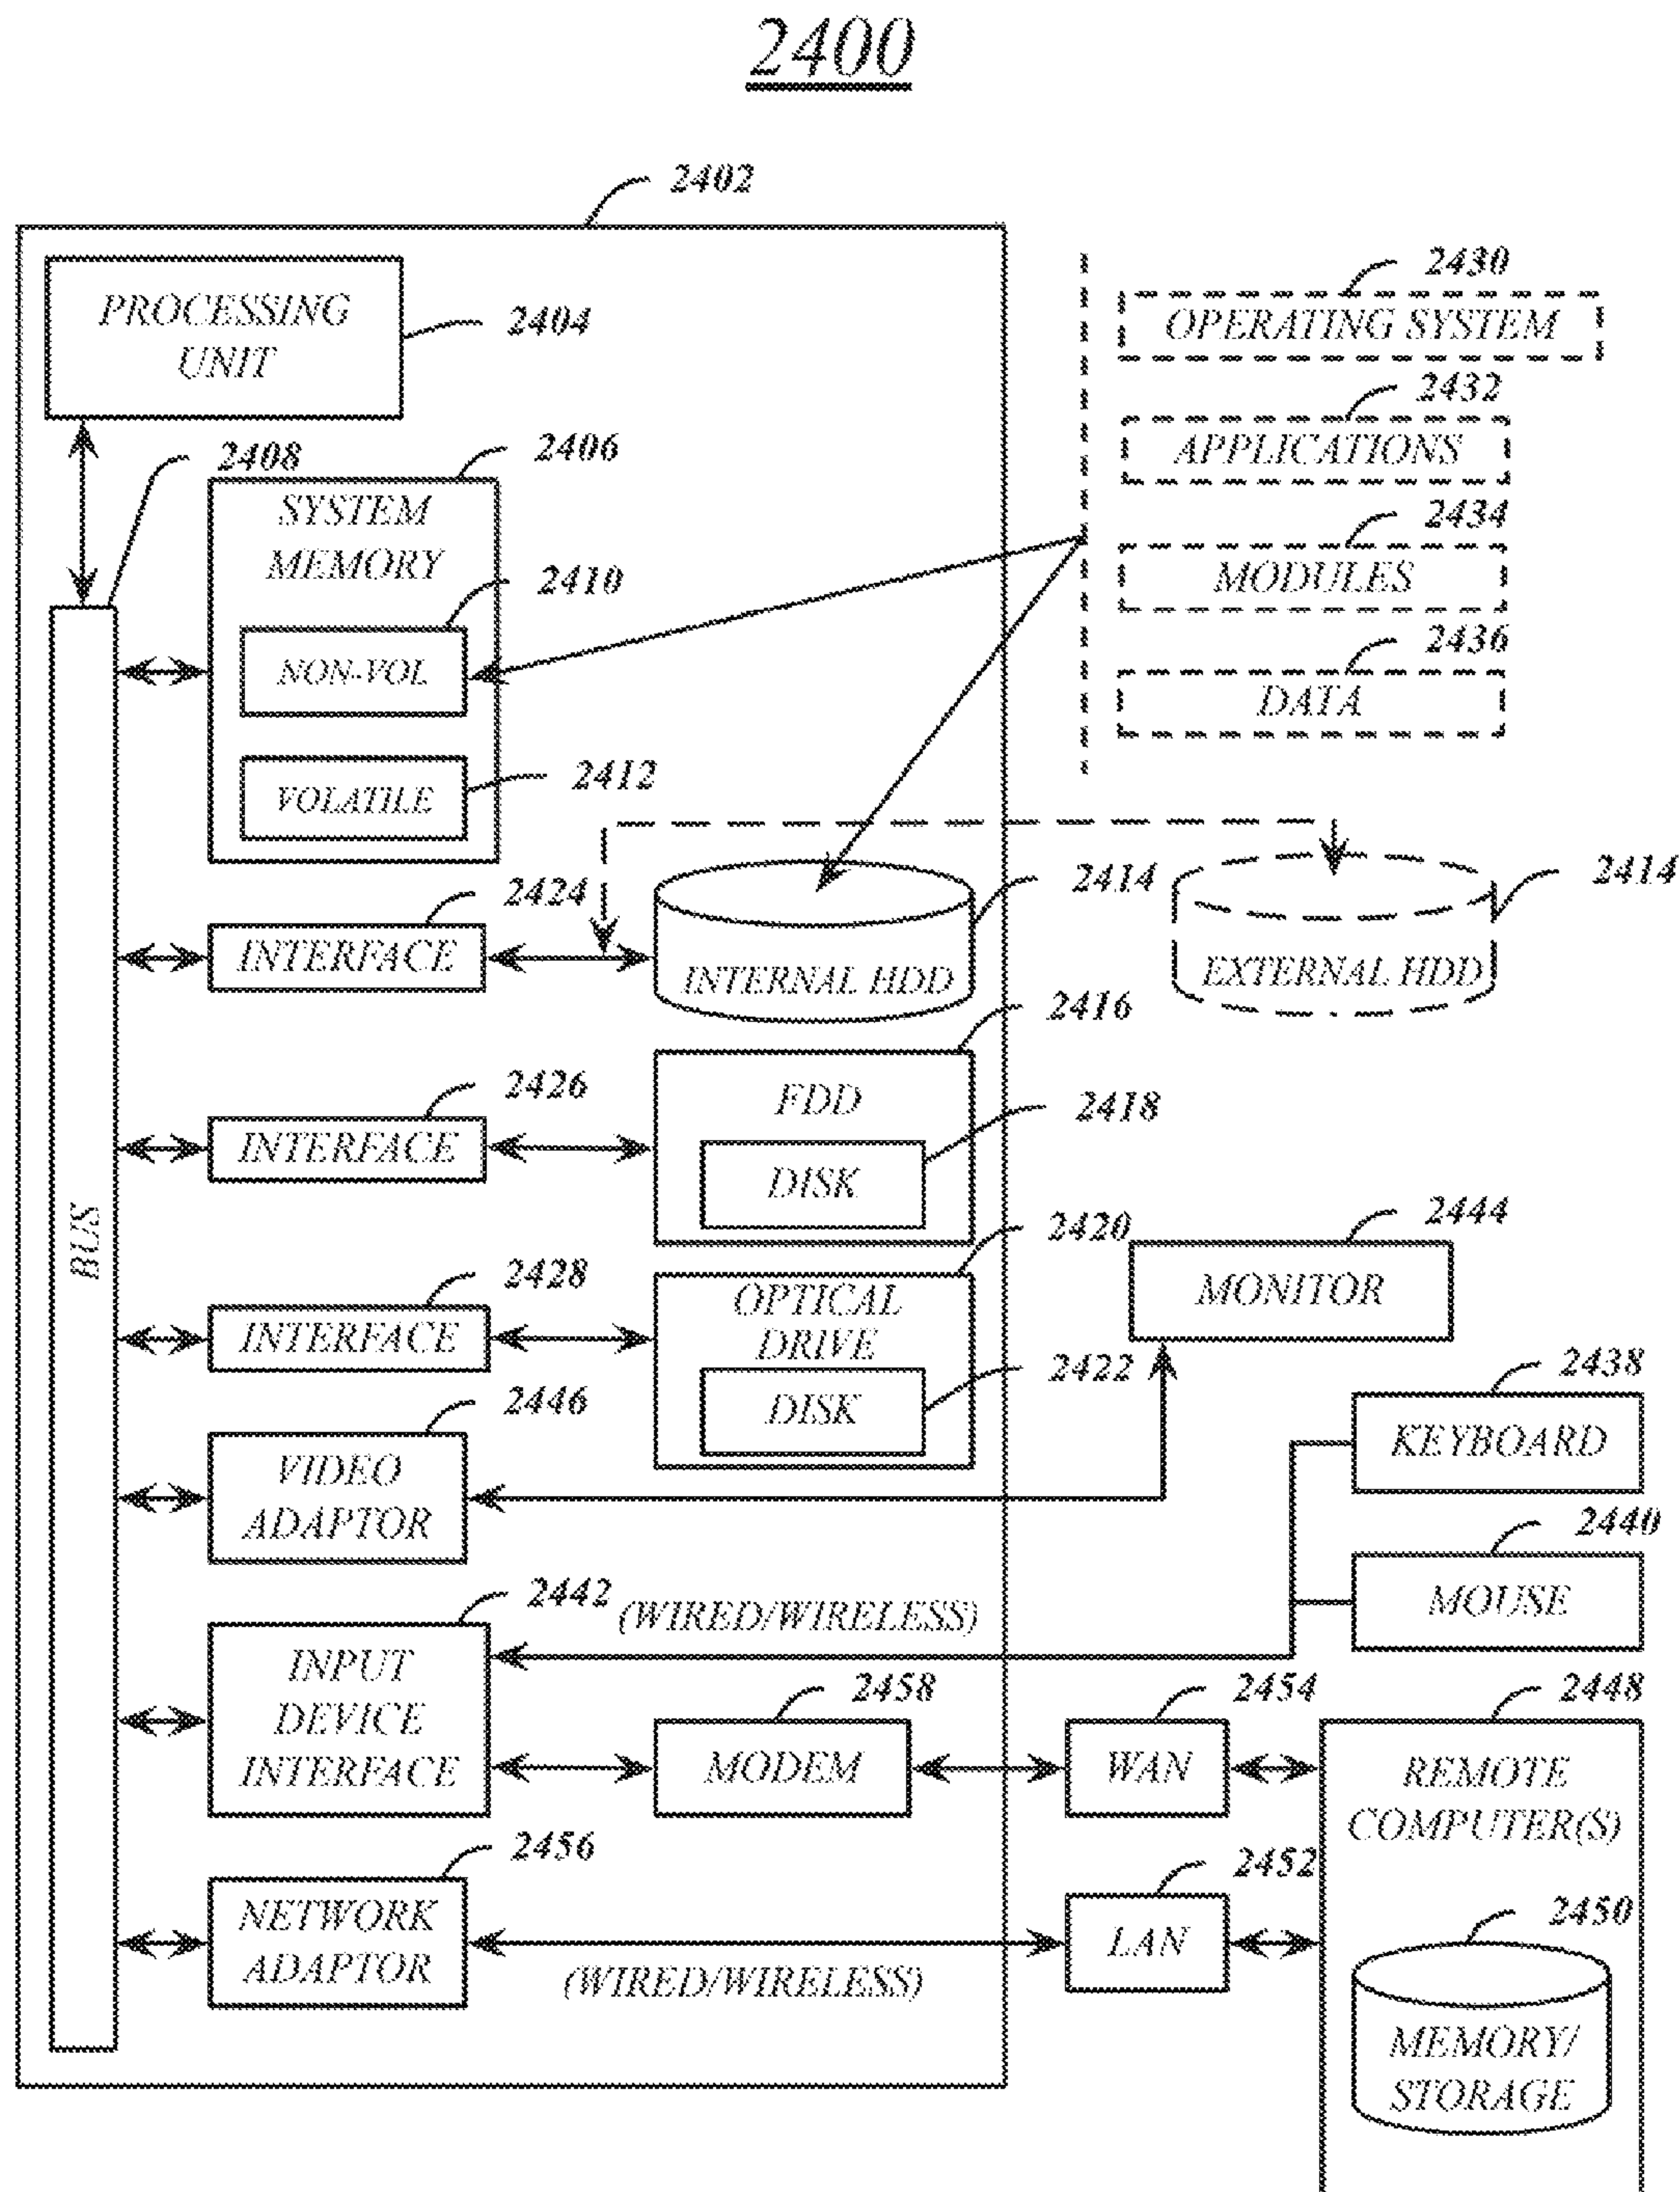 2400
2402
PROCESSING
UNIT
2404
2430
OPERATING SYSTEM
2432
APPLICATIONS
2434
MODULES
2436
DATA
2408
2406
SYSTEM
MEMORY
2410
NON-VOL
2412
VOLATILE
BUS
2424
INTERFACE
2414
INTERNAL HDD
2414
EXTERNAL HDD
2426
INTERFACE
2416
FDD
2418
DISK
2428
INTERFACE
2420
OPTICAL
DRIVE
2422
DISK
2444
MONITOR
2446
VIDEO
ADAPTOR
2438
KEYBOARD
2440
MOUSE
2442
INPUT
DEVICE
INTERFACE
(WIRED/WIRELESS)
2458
MODEM
2454
WAN
2448
REMOTE
COMPUTER(S)
2456
NETWORK
ADAPTOR
(WIRED/WIRELESS)
2452
LAN
2450
MEMORY/
STORAGE